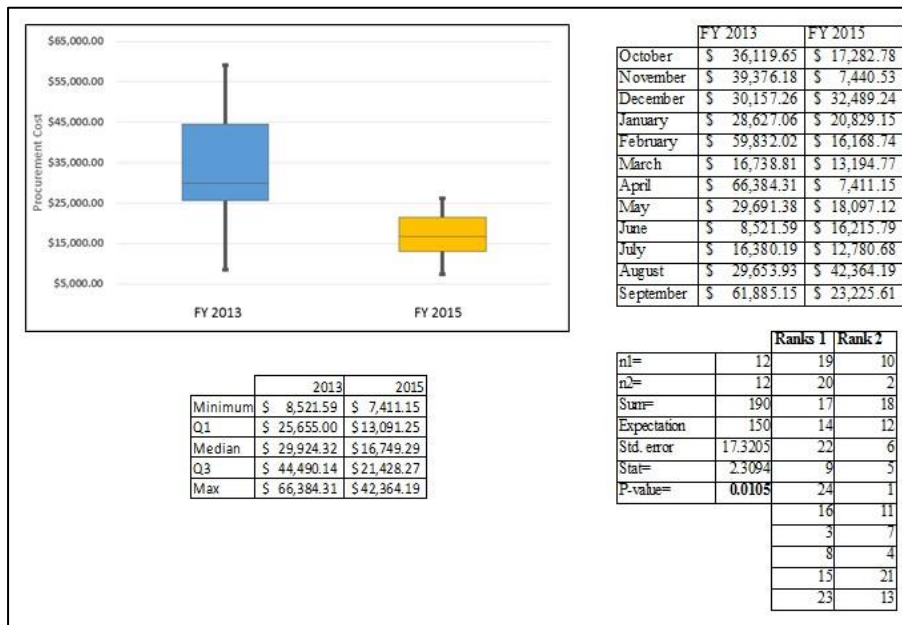 $65,000.00
$55,000.00
$45,000.00
$35,000.00
$25,000.00
$15,000.00
$5,000.00
Procurement Cost
FY 2013 FY 2015
FY 2013 FY 2015
October $ 36,119.65 $ 17,282.78
November $ 39,376.18 $ 7,440.53
December $ 30,157.26 $ 32,489.24
January $ 28,627.06 $ 20,829.15
February $ 59,832.02 $ 16,168.74
March $ 16,738.81 $ 13,194.77
April $ 66,384.31 $ 7,411.15
May $ 29,691.38 $ 18,097.12
June $ 8,521.59 $ 16,215.79
July $ 16,380.19 $ 12,780.68
August $ 29,653.93 $ 42,364.19
September $ 61,885.15 $ 23,225.61
2013 2015
Minimum $ 8,521.59 $ 7,411.15
Q1 $ 25,655.00 $13,091.25
Median $ 29,924.32 $16,749.29
Q3 $ 44,490.14 $21,428.27
Max $ 66,384.31 $42,364.19
Ranks 1 Rank 2
n1= 12 19 10
n2= 12 20 2
Sum= 190 17 18
Expectation 150 14 12
Std. error 17.3205 22 6
Stat= 2.3094 9 5
P-value= 0.0105 24 1
16 11
3 7
8 4
15 21
23 13